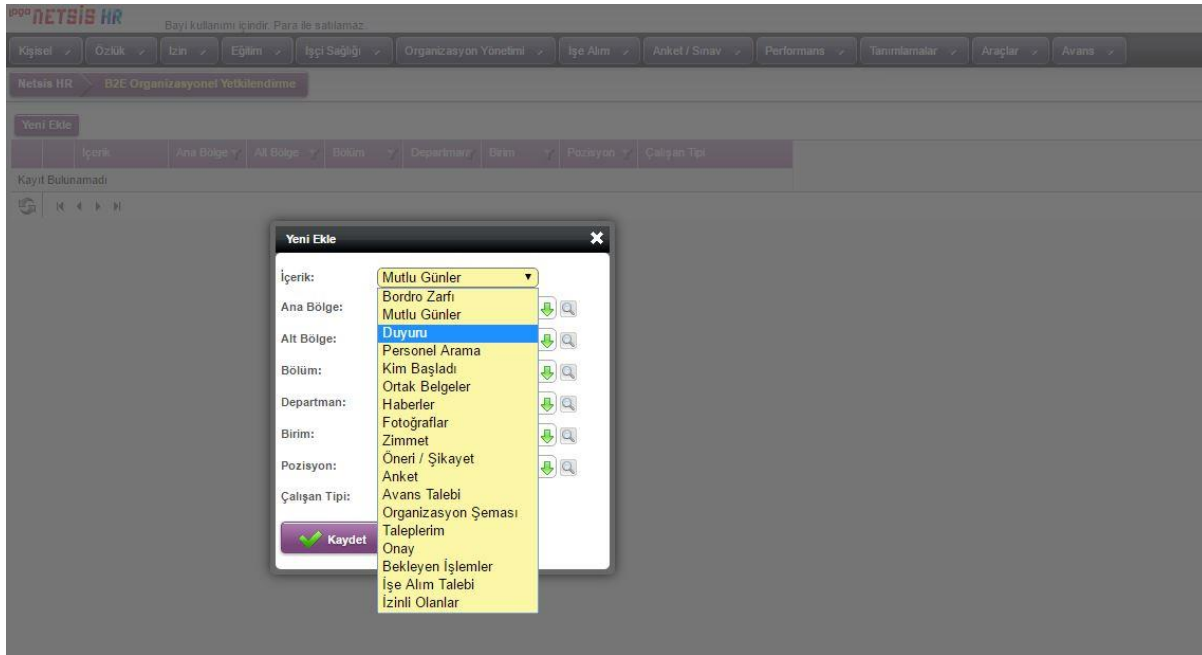 logo NETSİS HR
Bayi kullanımı içindir. Para ile satılamaz.
Kişisel Özlük İzin Eğitim İşçi Sağlığı Organizasyon Yönetimi İşe Alım Anket / Sınav Performans Tanımlamalar Araçlar Avans
Netsis HR B2E Organizasyonel Yetkilendirme
Yeni Ekle
İçerik Ana Bölge Alt Bölge Bölüm Departman Birim Pozisyon Çalışan Tipi
Kayıt Bulunamadı
Yeni Ekle
İçerik: Mutlu Günler
Ana Bölge:
Alt Bölge:
Bölüm:
Departman:
Birim:
Pozisyon:
Çalışan Tipi:
Kaydet
Bordro Zarfı
Mutlu Günler
Duyuru
Personel Arama
Kim Başladı
Ortak Belgeler
Haberler
Fotoğraflar
Zimmet
Öneri / Şikayet
Anket
Avans Talebi
Organizasyon Şeması
Taleplerim
Onay
Bekleyen İşlemler
İşe Alım Talebi
İzinli Olanlar